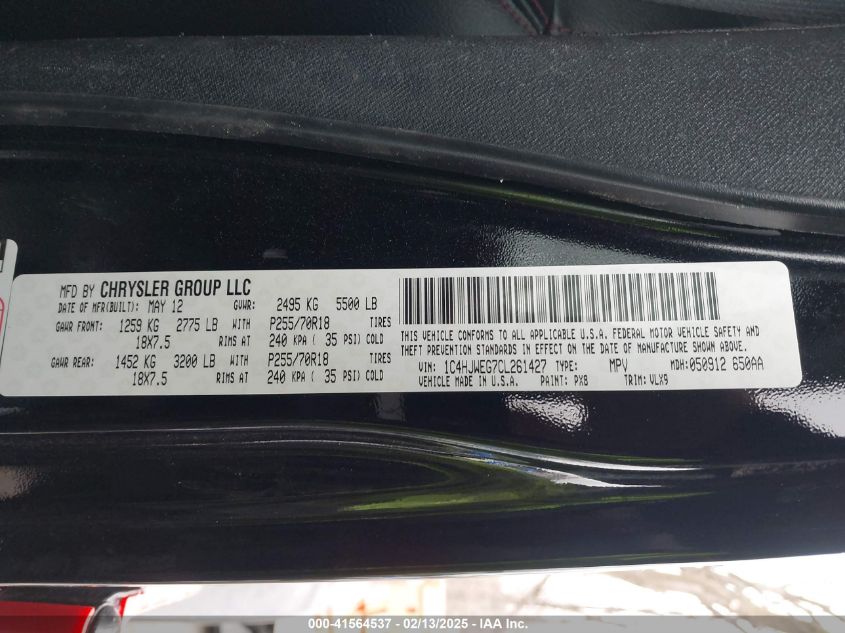 MFD BY CHRYSLER GROUP LLC
DATE OF MFR(BUILT): MAY 12 GVWR: 2495 KG 5500 LB
GAWR FRONT: 1259 KG 2775 LB WITH P255/70R18 TIRES
18X7.5 RIMS AT 240 KPA ( 35 PSI) COLD
GAWR REAR: 1452 KG 3200 LB WITH P255/70R18 TIRES
18X7.5 RIMS AT 240 KPA ( 35 PSI) COLD
THIS VEHICLE CONFORMS TO ALL APPLICABLE U.S.A. FEDERAL MOTOR VEHICLE SAFETY AND
THEFT PREVENTION STANDARDS IN EFFECT ON THE DATE OF MANUFACTURE SHOWN ABOVE.
VIN: 1C4HJWEG7CL261427 TYPE: MPV MDH: 050912 650AA
VEHICLE MADE IN U.S.A. PAINT: PX8 TRIM: VLX9
000-41564537 - 02/13/2025 - IAA Inc.